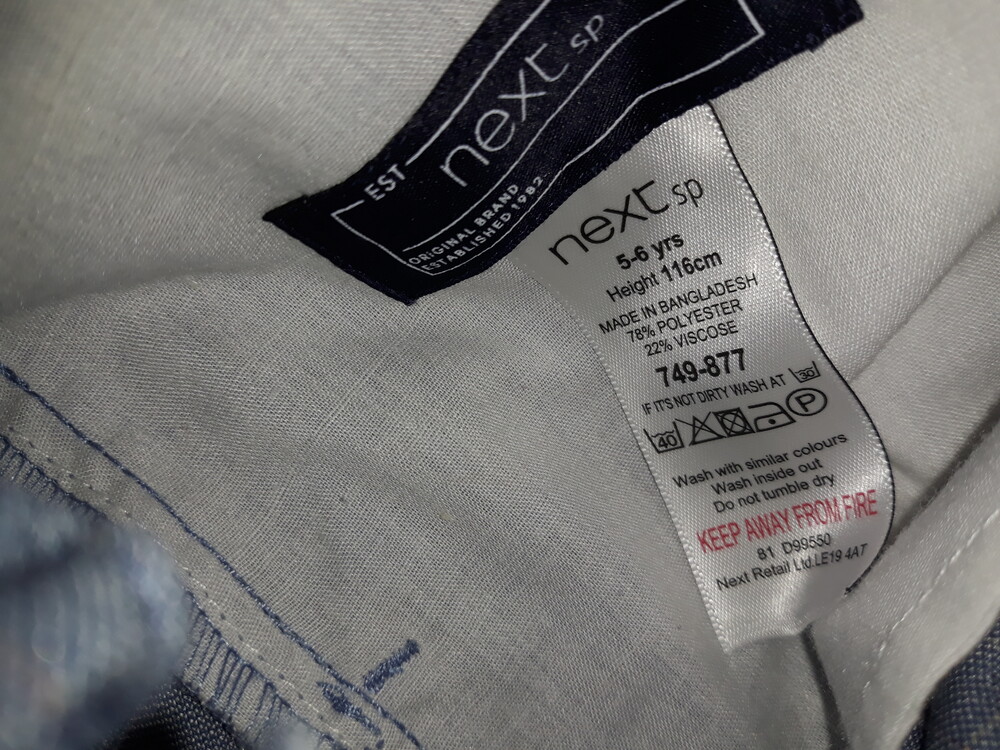 EST
next sp
ORIGINAL BRAND
ESTABLISHED 1982
next sp
5-6 yrs
Height 116cm
MADE IN BANGLADESH
78% POLYESTER
22% VISCOSE
749-877
IF IT'S NOT DIRTY WASH AT 30
40 P
Wash with similar colours
Wash inside out
Do not tumble dry
KEEP AWAY FROM FIRE
81 D99550
Next Retail Ltd.LE19 4AT